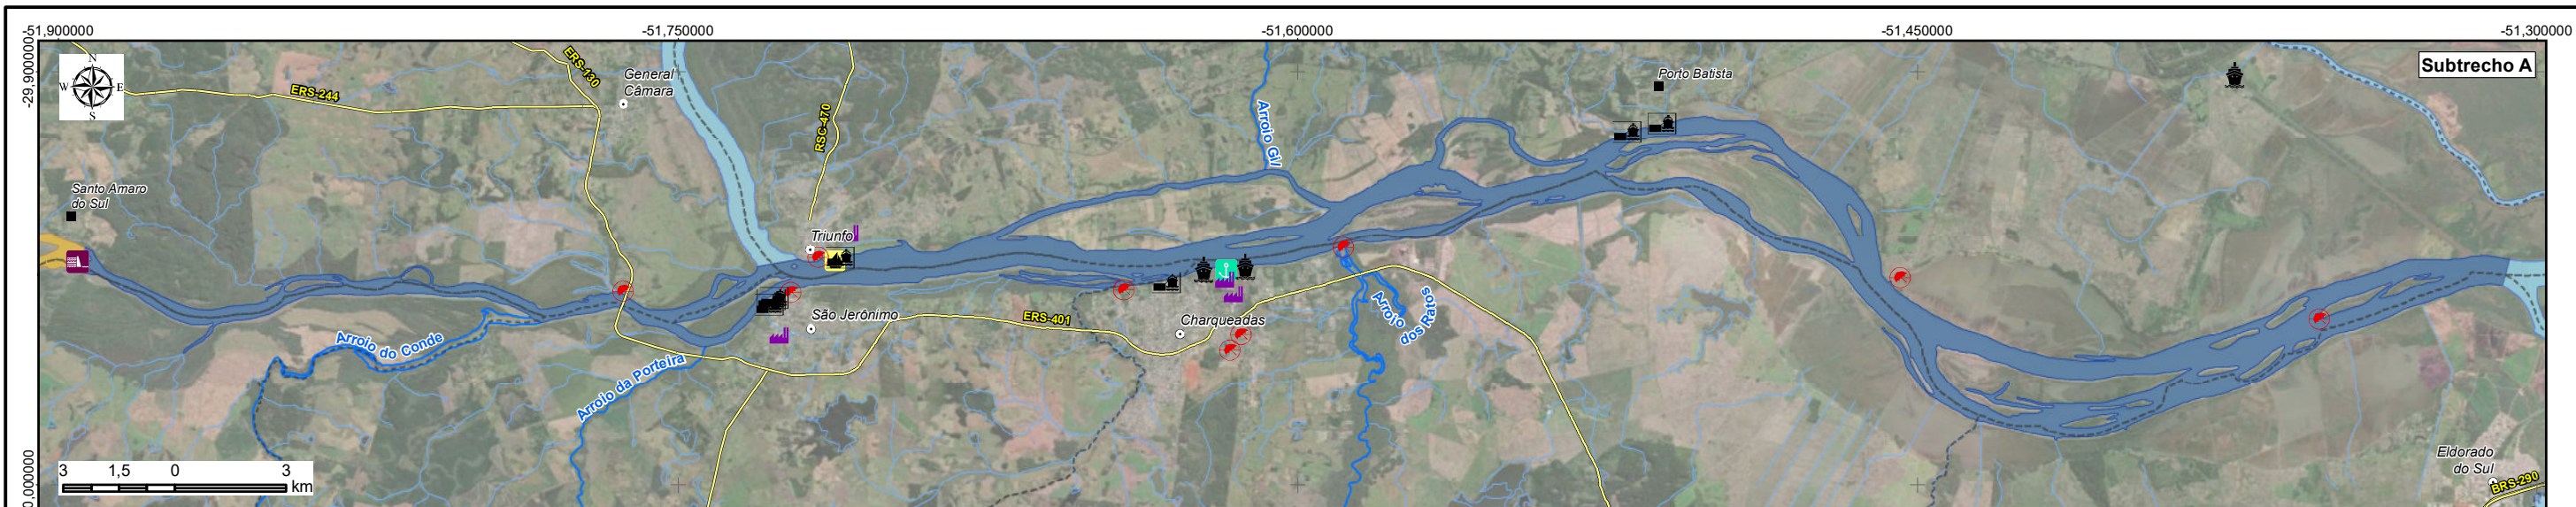 -51,900000
-51,750000
-51,600000
-51,450000
-51,300000
-29,900000
Subtrecho A
N
W
E
S
ERS-244
ERS-130
General
Câmara
RSC-470
Arroio Gil
Porto Batista
Santo Amaro
do Sul
Triunfo
São Jerônimo
ERS-401
Charqueadas
Arroio
dos Ratos
Arroio do Conde
Arroio da Porteira
Eldorado
do Sul
BRS-290
3
1,5
0
3
km